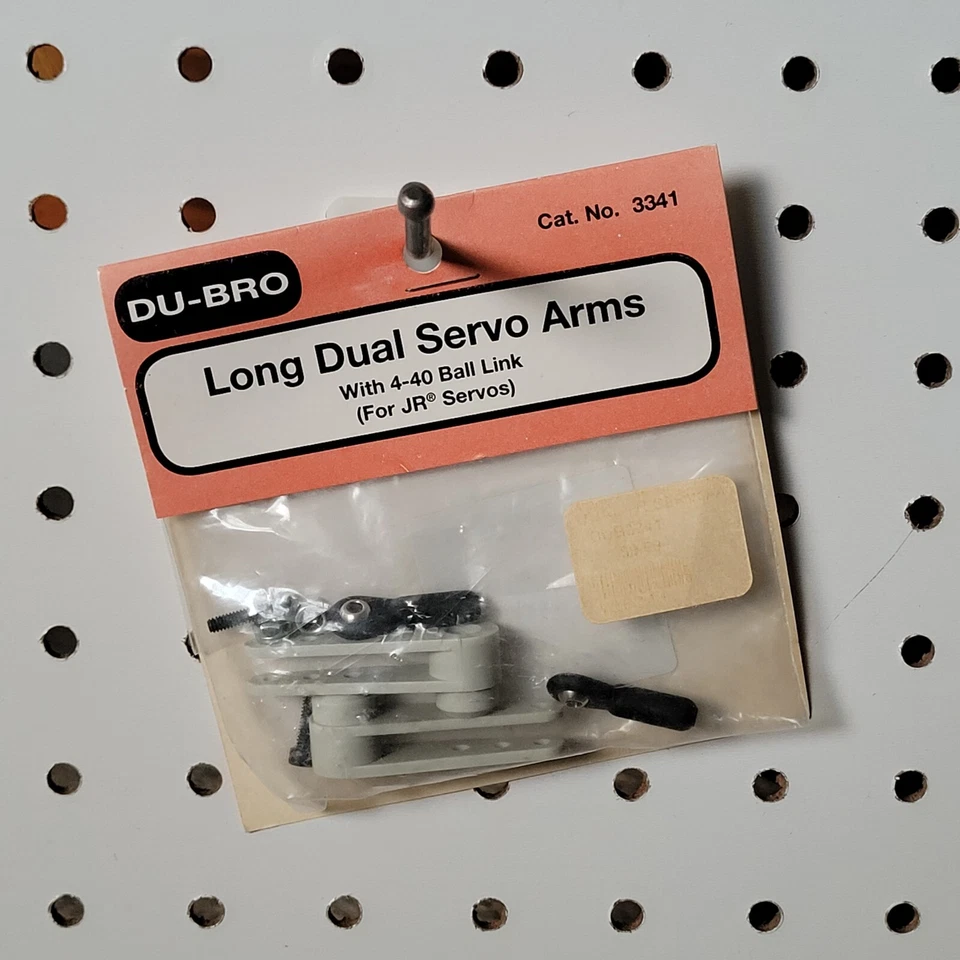 Cat. No. 3341
DU-BRO
Long Dual Servo Arms
With 4-40 Ball Link
(For JR® Servos)